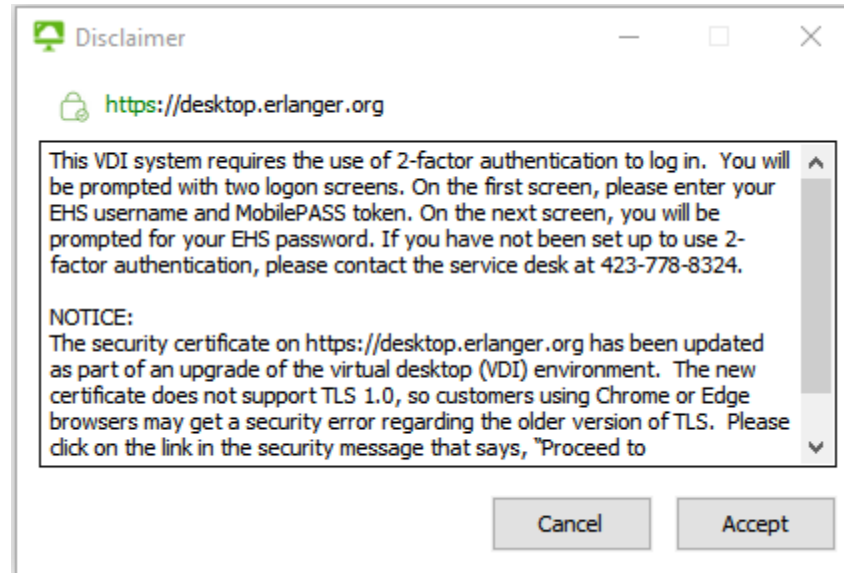 Disclaimer
https://desktop.erlanger.org
This VDI system requires the use of 2-factor authentication to log in.  You will
be prompted with two logon screens. On the first screen, please enter your
EHS username and MobilePASS token. On the next screen, you will be
prompted for your EHS password. If you have not been set up to use 2-
factor authentication, please contact the service desk at 423-778-8324.
NOTICE:
The security certificate on https://desktop.erlanger.org has been updated
as part of an upgrade of the virtual desktop (VDI) environment.  The new
certificate does not support TLS 1.0, so customers using Chrome or Edge
browsers may get a security error regarding the older version of TLS.  Please
click on the link in the security message that says, “Proceed to
Cancel
Accept